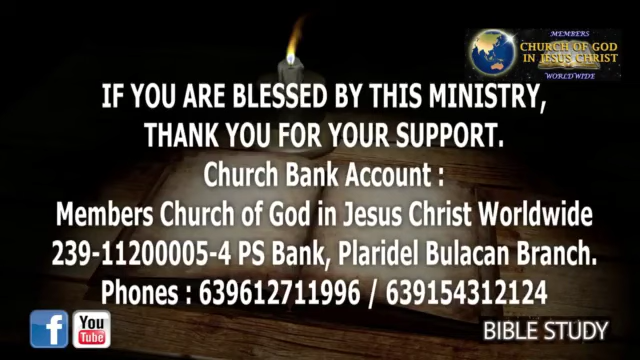 MEMBERS
CHURCH OF GOD
IN JESUS CHRIST
WORLDWIDE
IF YOU ARE BLESSED BY THIS MINISTRY,
THANK YOU FOR YOUR SUPPORT.
Church Bank Account :
Members Church of God in Jesus Christ Worldwide
239-11200005-4 PS Bank, Plaridel Bulacan Branch.
Phones : 639612711996 / 639154312124
f
You
Tube
BIBLE STUDY